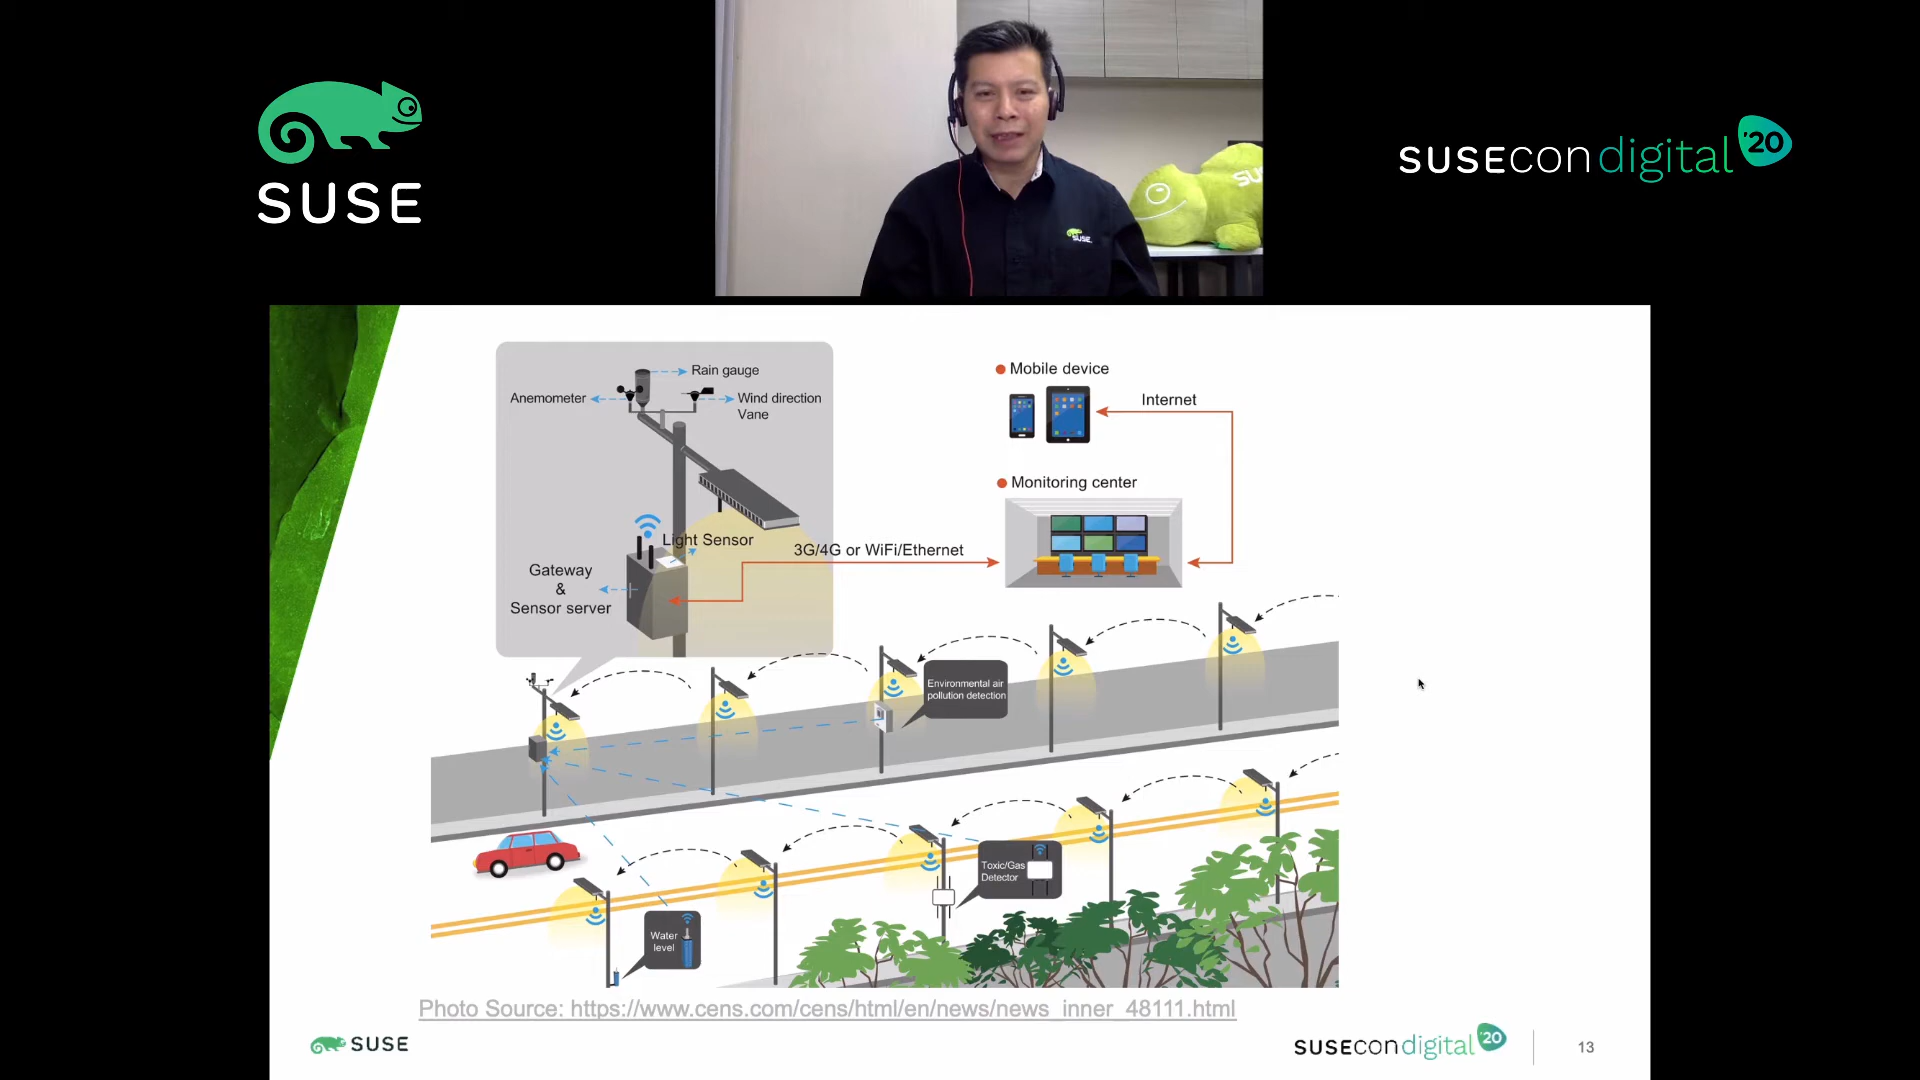 SUSE
SUSEcon digital '20
SUSE
SUSE.
Rain gauge
Anemometer
Wind direction
Vane
Light Sensor
Gateway
&
Sensor server
3G/4G or WiFi/Ethernet
Mobile device
Internet
Monitoring center
Environmental air
pollution detection
Toxic/Gas
Detector
Water
level
Photo Source: https://www.cens.com/cens/html/en/news/news_inner_48111.html
SUSE
SUSEcon digital '20
13